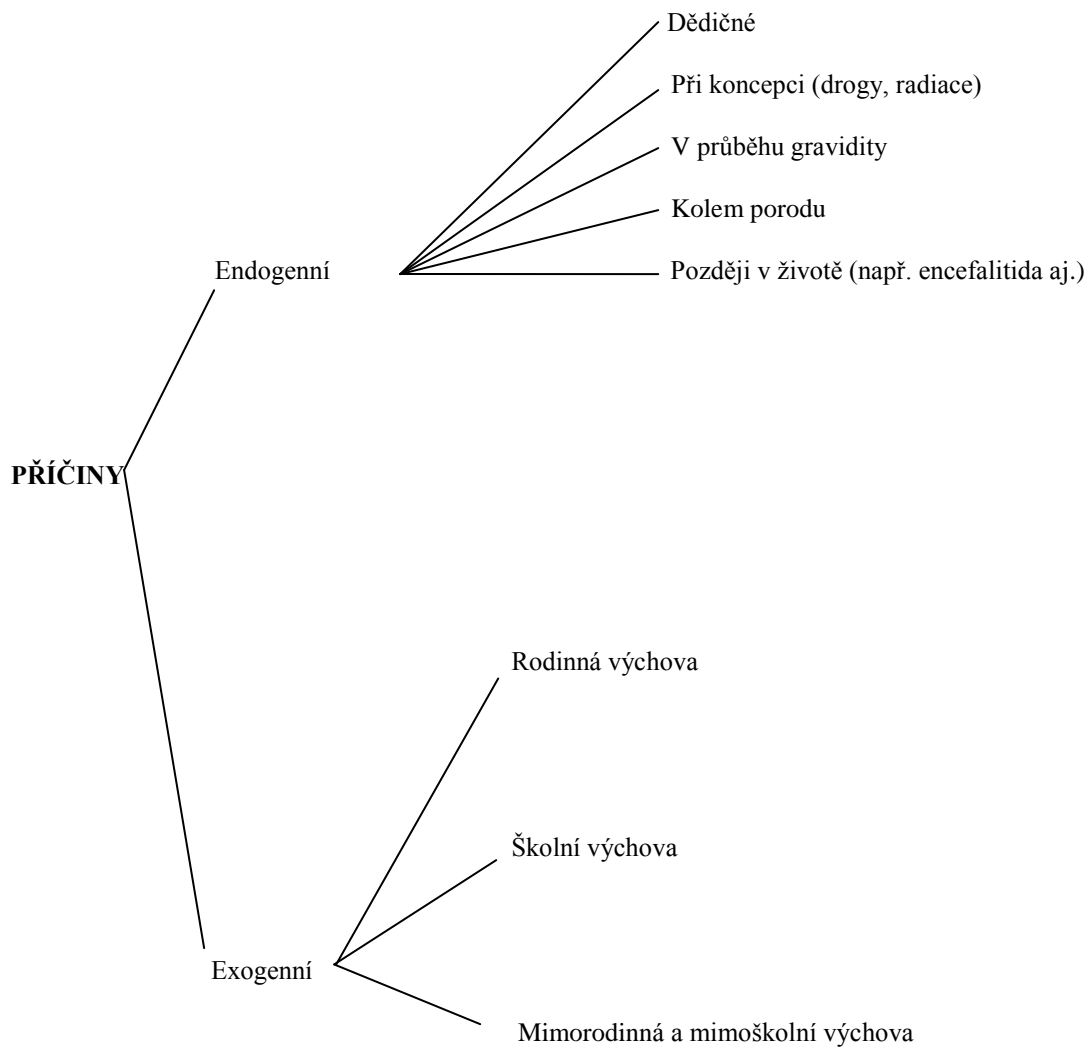 Dědičné
Při koncepci (drogy, radiace)
V průběhu gravidity
Kolem porodu
Endogenní
Později v životě (např. encefalitida aj.)
PŘÍČINY
Rodinná výchova
Školní výchova
Exogenní
Mimorodinná a mimoškolní výchova